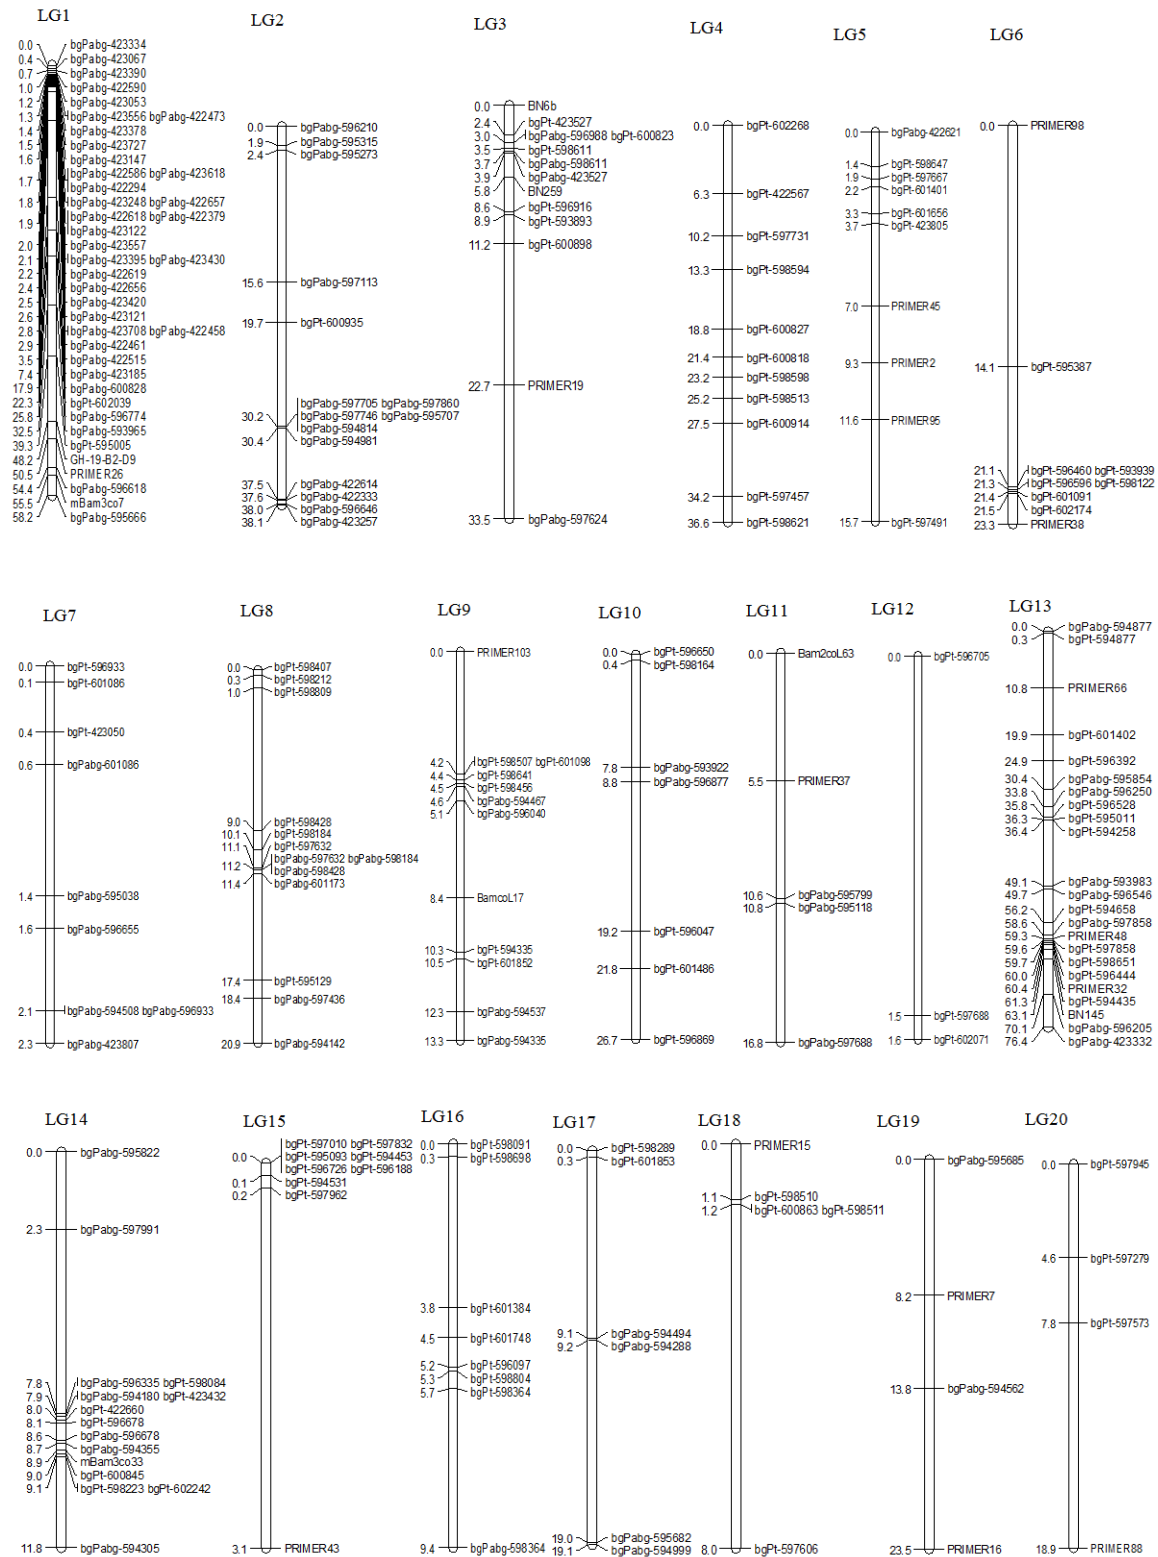 LG1
0.0 bgPabg-423334
0.4 bgPabg-423067
0.7 bgPabg-423390
1.0 bgPabg-422590
1.2 bgPabg-423053
1.3 bgPabg-423556 bgPabg-422473
1.4 bgPabg-423378
1.5 bgPabg-423727
1.6 bgPabg-423147
bgPabg-422586 bgPabg-423618
1.7 bgPabg-422294
1.8 bgPabg-423248 bgPabg-422657
bgPabg-422618 bgPabg-422379
1.9 bgPabg-423122
2.0 bgPabg-423557
2.1 bgPabg-423395 bgPabg-423430
2.2 bgPabg-422619
2.4 bgPabg-422656
2.5 bgPabg-423420
2.6 bgPabg-423121
2.8 bgPabg-423708 bgPabg-422458
2.9 bgPabg-422461
3.5 bgPabg-422515
7.4 bgPabg-423185
17.9 bgPabg-600828
22.3 bgPt-602039
25.8 bgPabg-596774
32.5 bgPabg-593965
39.3 bgPt-595005
48.2 GH-19-B2-D9
50.5 PRIMER26
54.4 bgPabg-596618
55.5 mBam3co7
58.2 bgPabg-595666
LG2
0.0 bgPabg-596210
1.9 bgPabg-595315
2.4 bgPabg-595273
15.6 bgPabg-597113
19.7 bgPt-600935
bgPabg-597705 bgPabg-597860
30.2 bgPabg-597746 bgPabg-595707
bgPabg-594814
30.4 bgPabg-594981
37.5 bgPabg-422614
37.6 bgPabg-422333
38.0 bgPabg-596646
38.1 bgPabg-423257
LG3
0.0 BN6b
2.4 bgPt-423527
3.0 bgPabg-596988 bgPt-600823
3.5 bgPt-598611
3.7 bgPabg-598611
3.9 bgPabg-423527
5.8 BN259
8.6 bgPt-596916
8.9 bgPt-593893
11.2 bgPt-600898
22.7 PRIMER19
33.5 bgPabg-597624
LG4
0.0 bgPt-602268
6.3 bgPt-422567
10.2 bgPt-597731
13.3 bgPt-598594
18.8 bgPt-600827
21.4 bgPt-600818
23.2 bgPt-598598
25.2 bgPt-598513
27.5 bgPt-600914
34.2 bgPt-597457
36.6 bgPt-598621
LG5
0.0 bgPabg-422621
1.4 bgPt-598647
1.9 bgPt-597667
2.2 bgPt-601401
3.3 bgPt-601656
3.7 bgPt-423805
7.0 PRIMER45
9.3 PRIMER2
11.6 PRIMER95
15.7 bgPt-597491
LG6
0.0 PRIMER98
14.1 bgPt-595387
21.1 bgPt-596460 bgPt-593939
21.3 bgPt-596596 bgPt-598122
21.4 bgPt-601091
21.5 bgPt-602174
23.3 PRIMER38
LG7
0.0 bgPt-596933
0.1 bgPt-601086
0.4 bgPt-423050
0.6 bgPabg-601086
1.4 bgPabg-595038
1.6 bgPabg-596655
2.1 bgPabg-594508 bgPabg-596933
2.3 bgPabg-423807
LG8
0.0 bgPt-598407
0.3 bgPt-598212
1.0 bgPt-598809
9.0 bgPt-598428
10.1 bgPt-598184
11.1 bgPt-597632
bgPabg-597632 bgPabg-598184
11.2 bgPabg-598428
11.4 bgPabg-601173
17.4 bgPt-595129
18.4 bgPabg-597436
20.9 bgPabg-594142
LG9
0.0 PRIMER103
4.2 bgPt-598507 bgPt-601098
4.4 bgPt-598641
4.5 bgPt-598456
4.6 bgPabg-594467
5.1 bgPabg-596040
8.4 BamcoL17
10.3 bgPt-594335
10.5 bgPt-601852
12.3 bgPabg-594537
13.3 bgPabg-594335
LG10
0.0 bgPt-596650
0.4 bgPt-598164
7.8 bgPabg-593922
8.8 bgPabg-596877
19.2 bgPt-596047
21.8 bgPt-601486
26.7 bgPt-596869
LG11
0.0 Bam2coL63
5.5 PRIMER37
10.6 bgPabg-595799
10.8 bgPabg-595118
16.8 bgPabg-597688
LG12
0.0 bgPt-596705
1.5 bgPt-597688
1.6 bgPt-602071
LG13
0.0 bgPabg-594877
0.3 bgPt-594877
10.8 PRIMER66
19.9 bgPt-601402
24.9 bgPt-596392
30.4 bgPabg-595854
33.8 bgPabg-596250
35.8 bgPt-596528
36.3 bgPt-595011
36.4 bgPt-594258
49.1 bgPabg-593983
49.7 bgPabg-596546
56.2 bgPt-594658
58.6 bgPabg-597858
59.3 PRIMER48
59.6 bgPt-597858
59.7 bgPt-598651
60.0 bgPt-596444
60.4 PRIMER32
61.3 bgPt-594435
63.1 BN145
70.1 bgPabg-596205
76.4 bgPabg-423332
LG14
0.0 bgPabg-595822
2.3 bgPabg-597991
7.8 bgPabg-596335 bgPt-598084
7.9 bgPabg-594180 bgPt-423432
8.0 bgPt-422660
8.1 bgPt-596678
8.6 bgPabg-596678
8.7 bgPabg-594355
8.9 mBam3co33
9.0 bgPt-600845
9.1 bgPt-598223 bgPt-602242
11.8 bgPabg-594305
LG15
bgPt-597010 bgPt-597832
0.0 bgPt-595093 bgPt-594453
bgPt-596726 bgPt-596188
0.1 bgPt-594531
0.2 bgPt-597962
3.1 PRIMER43
LG16
0.0 bgPt-598091
0.3 bgPt-598698
3.8 bgPt-601384
4.5 bgPt-601748
5.2 bgPt-596097
5.3 bgPt-598804
5.7 bgPt-598364
9.4 bgPabg-598364
LG17
0.0 bgPt-598289
0.3 bgPt-601853
9.1 bgPabg-594494
9.2 bgPabg-594288
19.0 bgPabg-595682
19.1 bgPabg-594999
LG18
0.0 PRIMER15
1.1 bgPt-598510
1.2 bgPt-600863 bgPt-598511
8.0 bgPt-597606
LG19
0.0 bgPabg-595685
8.2 PRIMER7
13.8 bgPabg-594562
23.5 PRIMER16
LG20
0.0 bgPt-597945
4.6 bgPt-597279
7.8 bgPt-597573
18.9 PRIMER88